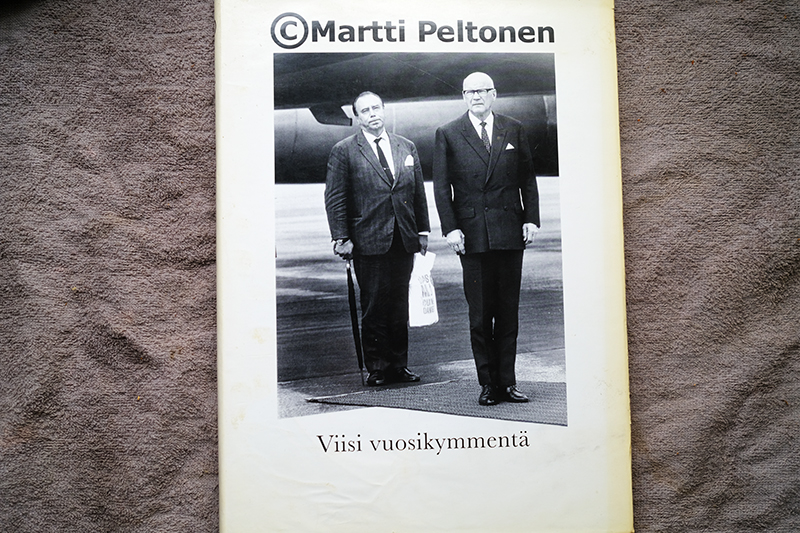 ©Martti Peltonen
Viisi vuosikymmentä